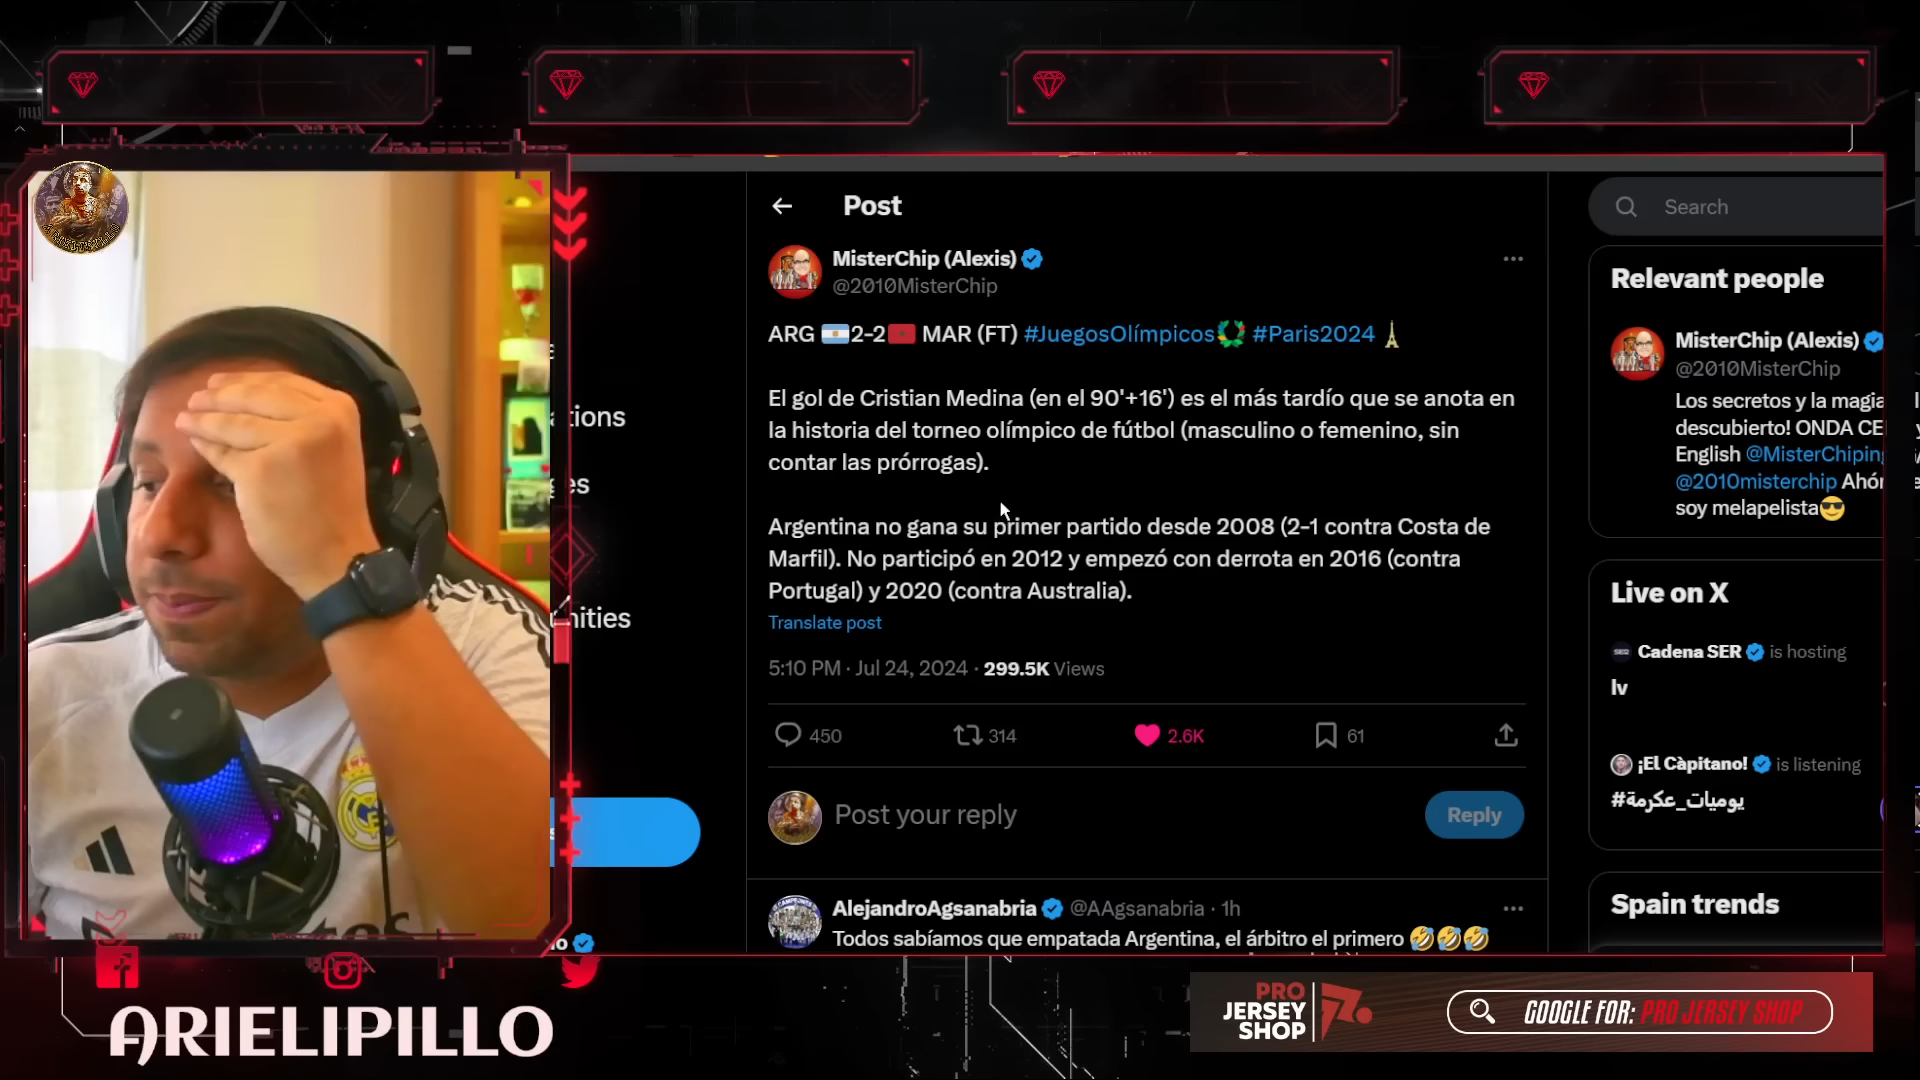 Post
MisterChip (Alexis)
@2010MisterChip
ARG 🇦🇷2-2🇲🇦 MAR (FT) #JuegosOlímpicos #Paris2024
El gol de Cristian Medina (en el 90'+16') es el más tardío que se anota en
la historia del torneo olímpico de fútbol (masculino o femenino, sin
contar las prórrogas).
Argentina no gana su primer partido desde 2008 (2-1 contra Costa de
Marfil). No participó en 2012 y empezó con derrota en 2016 (contra
Portugal) y 2020 (contra Australia).
Translate post
5:10 PM · Jul 24, 2024 · 299.5K Views
450 314 2.6K 61
Post your reply
Reply
AlejandroAgsanabria @AAgsanabria · 1h
Todos sabíamos que empatada Argentina, el árbitro el primero 🤣🤣🤣
Search
Relevant people
MisterChip (Alexis)
@2010MisterChip
Los secretos y la magia
descubierto! ONDA CE
English @MisterChiping
@2010misterchip Ahór
soy melapelista😎
Live on X
Cadena SER is hosting
lv
¡El Càpitano! is listening
#يوميات_عكرمة
Spain trends
tions
es
nities
ARIELIPILLO
PRO
JERSEY
SHOP
GOOGLE FOR: PRO JERSEY SHOP